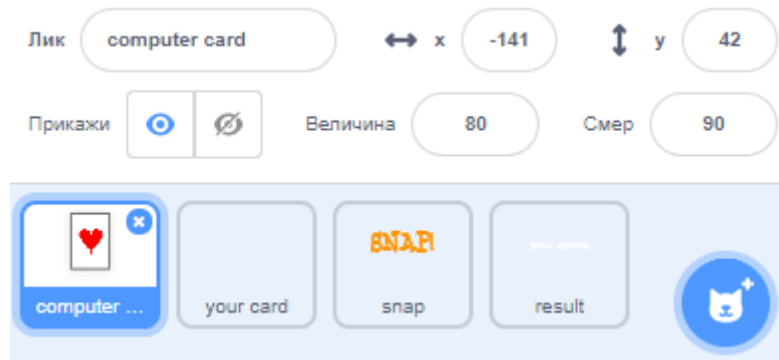 Лик computer card x -141 y 42
Прикажи Величина 80 Смер 90
SNAP!
computer ... your card snap result